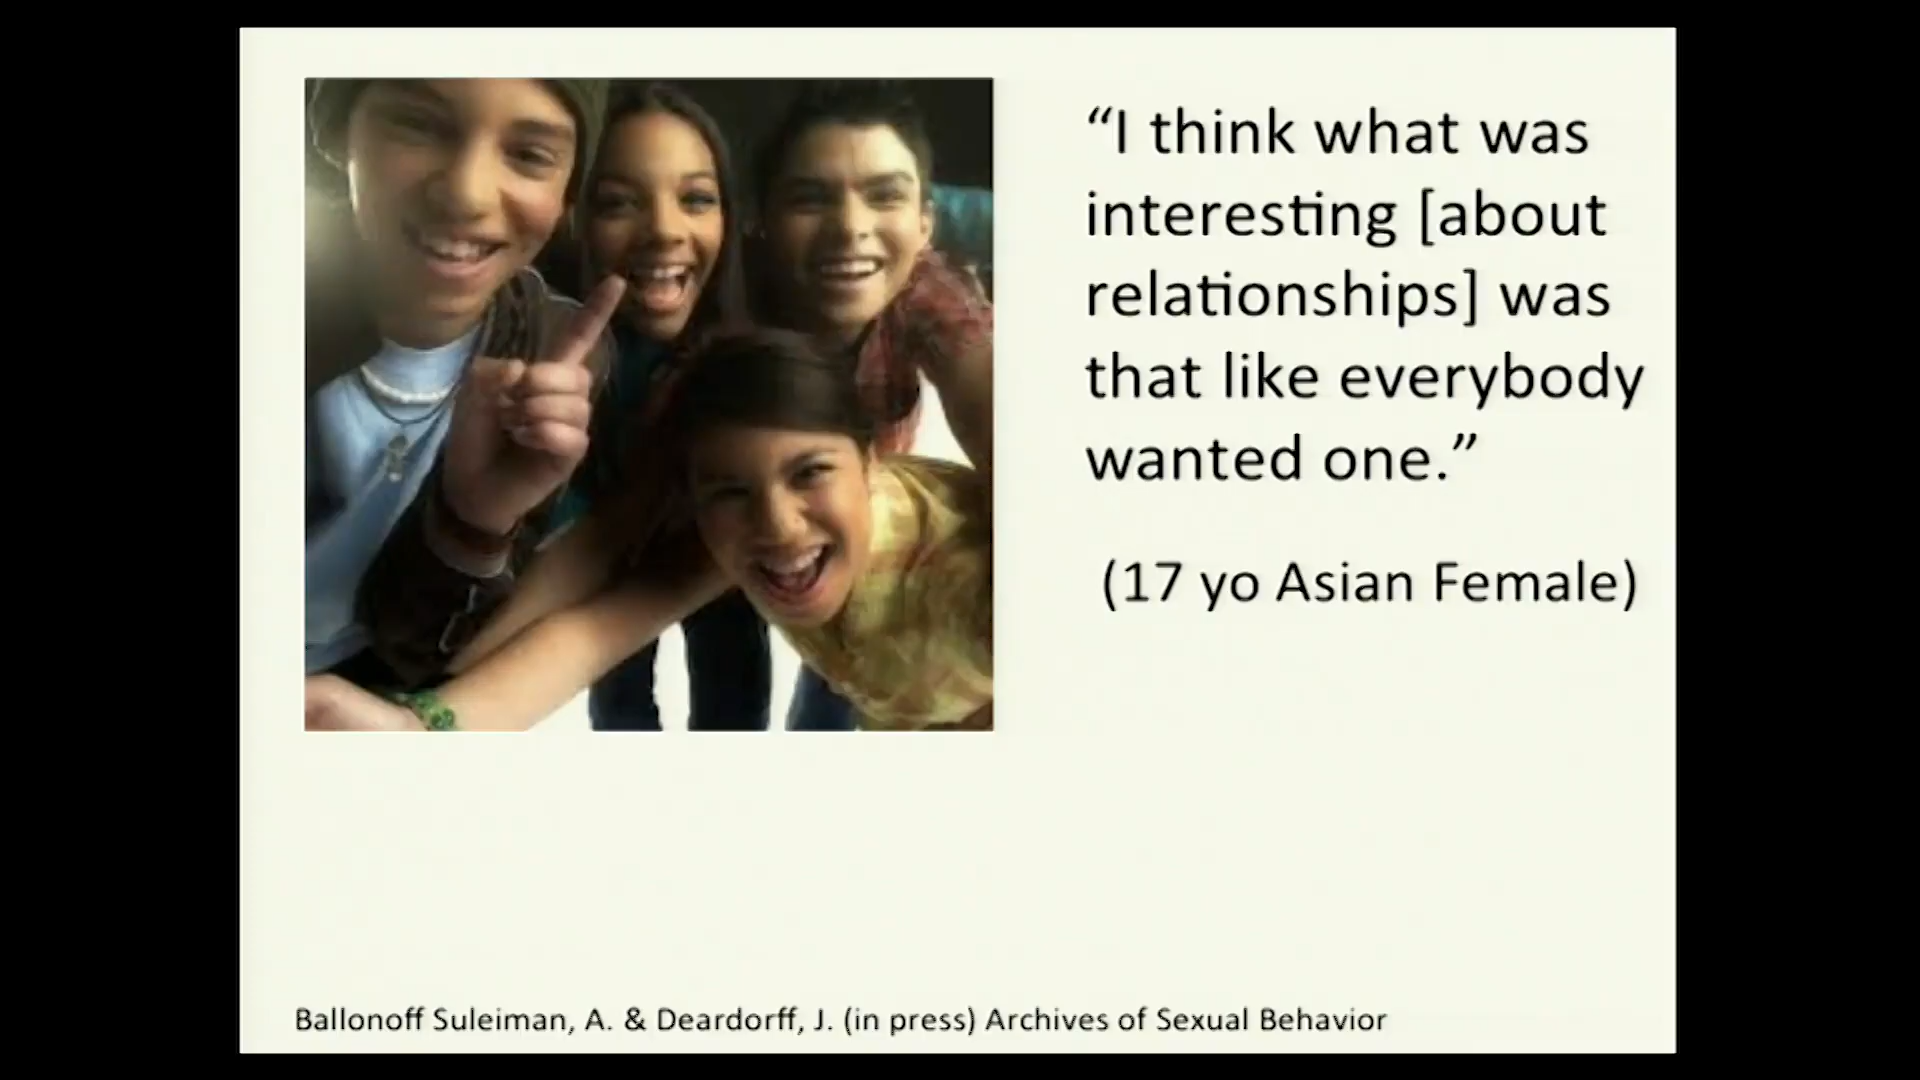 “I think what was
interesting [about
relationships] was
that like everybody
wanted one.”
(17 yo Asian Female)
Ballonoff Suleiman, A. & Deardorff, J. (in press) Archives of Sexual Behavior